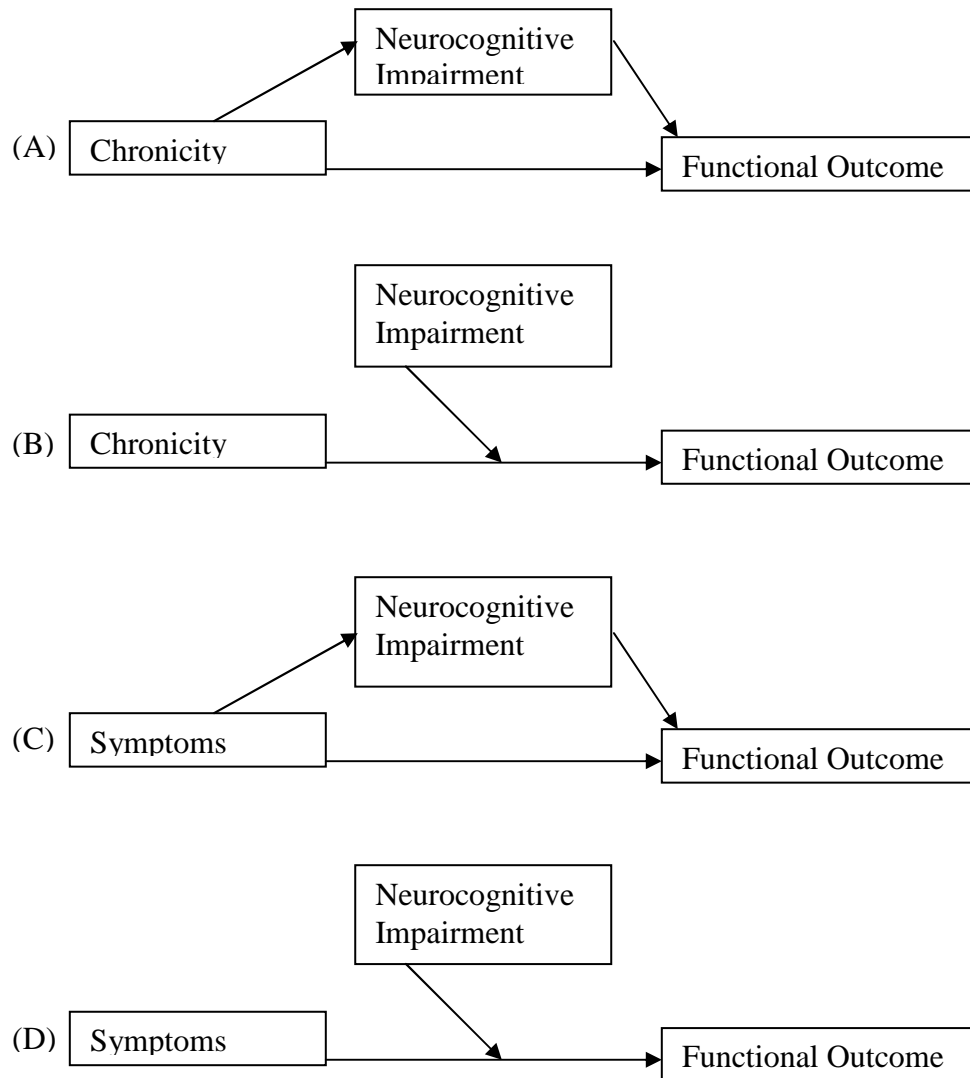 Neurocognitive
Impairment
(A) Chronicity
Functional Outcome
Neurocognitive
Impairment
(B) Chronicity
Functional Outcome
Neurocognitive
Impairment
(C) Symptoms
Functional Outcome
Neurocognitive
Impairment
(D) Symptoms
Functional Outcome